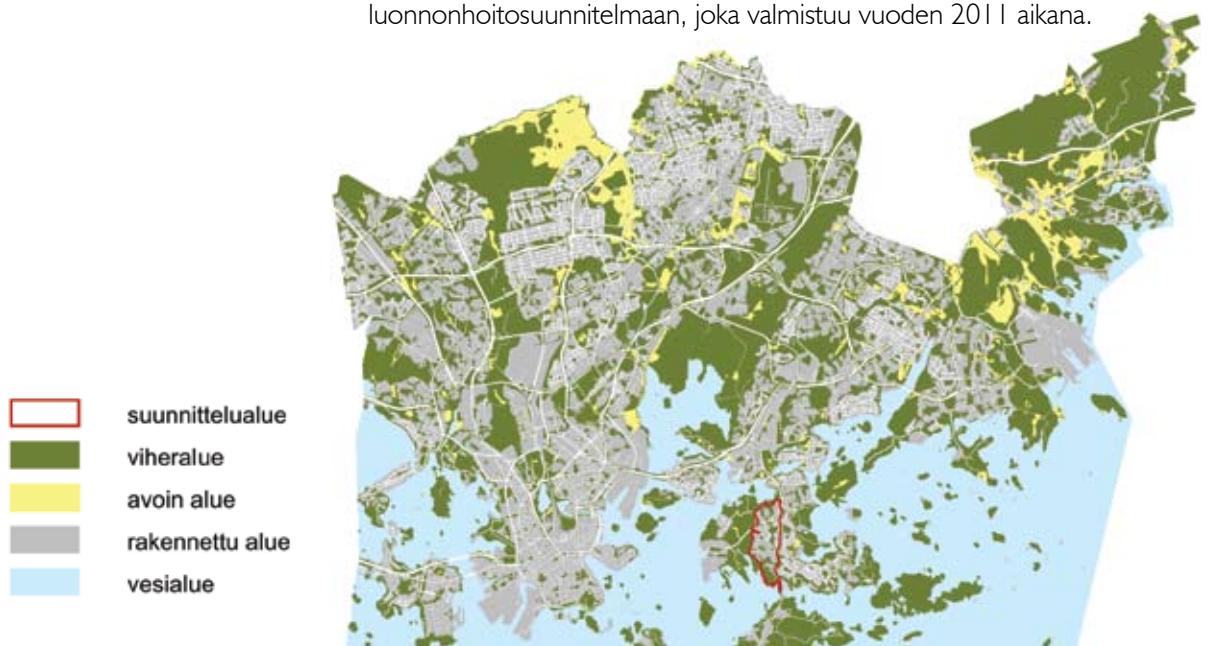 luonnonhoitosuunnitelmaan, joka valmistuu vuoden 2011 aikana.
suunnittelualue
viheralue
avoin alue
rakennettu alue
vesialue